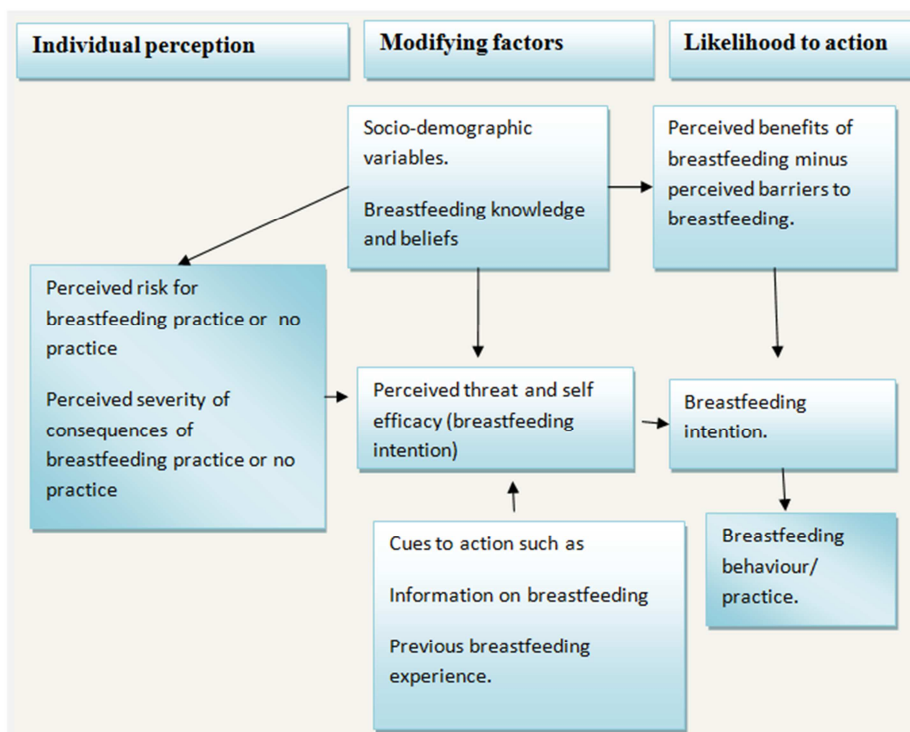 Individual perception
Modifying factors
Likelihood to action
Socio-demographic
variables.
Breastfeeding knowledge
and beliefs
Perceived benefits of
breastfeeding minus
perceived barriers to
breastfeeding.
Perceived risk for
breastfeeding practice or no
practice
Perceived severity of
consequences of
breastfeeding practice or no
practice
Perceived threat and self
efficacy (breastfeeding
intention)
Breastfeeding
intention.
Cues to action such as
Information on breastfeeding
Previous breastfeeding
experience.
Breastfeeding
behaviour/
practice.